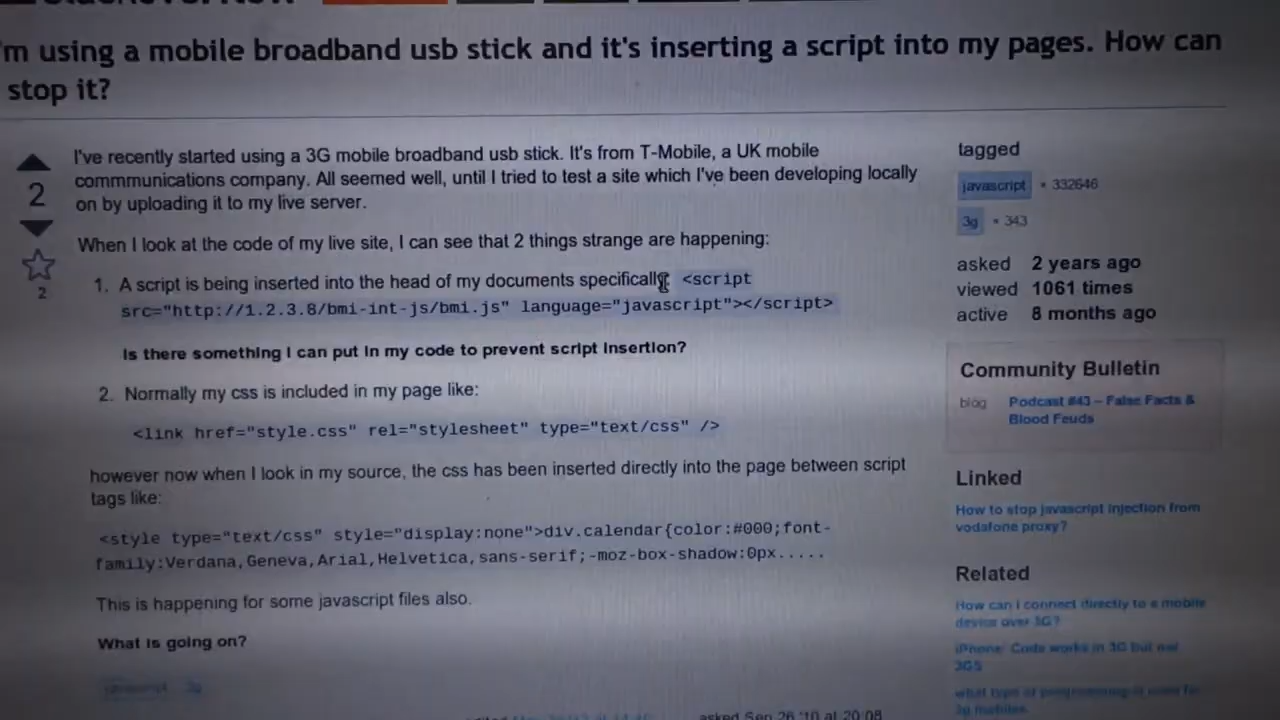 'm using a mobile broadband usb stick and it's inserting a script into my pages. How can
stop it?
2
2
I've recently started using a 3G mobile broadband usb stick. It's from T-Mobile, a UK mobile
commmunications company. All seemed well, until I tried to test a site which I've been developing locally
on by uploading it to my live server.
When I look at the code of my live site, I can see that 2 things strange are happening:
1. A script is being inserted into the head of my documents specifically <script
src="http://1.2.3.8/bmi-int-js/bmi.js" language="javascript"></script>
Is there something I can put in my code to prevent script insertion?
2. Normally my css is included in my page like:
<link href="style.css" rel="stylesheet" type="text/css" />
however now when I look in my source, the css has been inserted directly into the page between script
tags like:
<style type="text/css" style="display:none">div.calendar{color:#000;font-
family:Verdana,Geneva,Arial,Helvetica,sans-serif;-moz-box-shadow:0px.....
This is happening for some javascript files also.
What is going on?
javascript 3g
asked Sep 26 '10 at 20:08
tagged
javascript × 332646
3g × 343
asked 2 years ago
viewed 1061 times
active 8 months ago
Community Bulletin
blog Podcast #43 – False Facts &
Blood Feuds
Linked
How to stop javascript injection from
vodafone proxy?
Related
How can i connect directly to a mobile
device over 3G?
iPhone: Code works in 3G but not
3GS
what type of programming is used for
3g mobiles